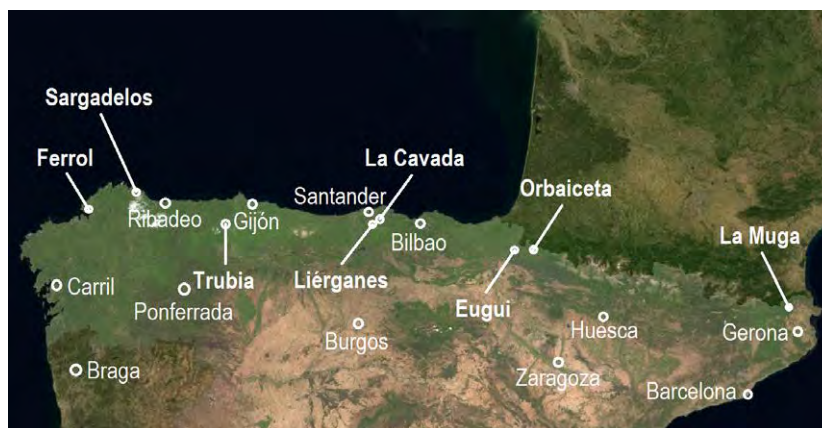 Sargadelos
Ferrol
La Cavada
Santander
Orbaiceta
Ribadeo
Gijón
Bilbao
La Muga
Carril
Trubia
Liérganes
Ponferrada
Eugui
Huesca
Burgos
Gerona
Zaragoza
Braga
Barcelona